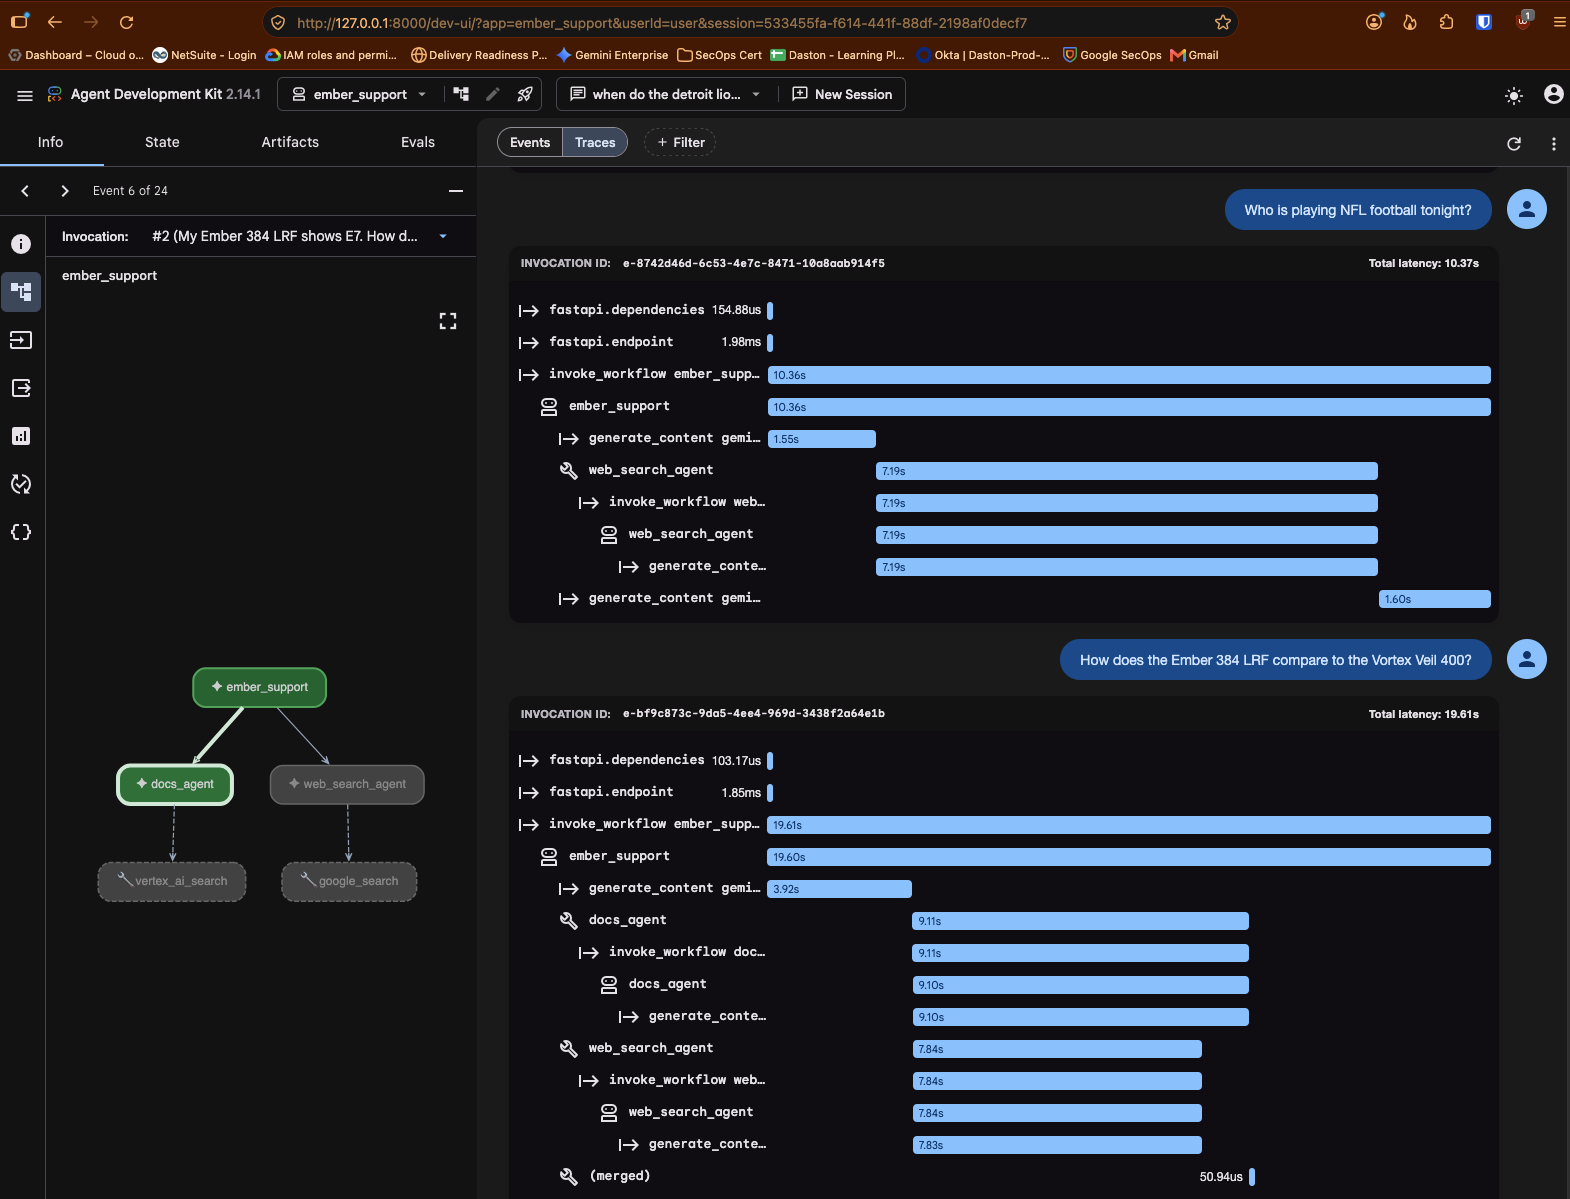 http://127.0.0.1:8000/dev-ui/?app=ember_support&userId=user&session=533455fa-f614-441f-88df-2198af0decf7
1
Dashboard – Cloud o...
NetSuite - Login
IAM roles and permi...
Delivery Readiness P...
Gemini Enterprise
SecOps Cert
Daston - Learning Pl...
Okta | Daston-Prod-...
Google SecOps
Gmail
Agent Development Kit 2.14.1
ember_support
when do the detroit lio...
New Session
Info
State
Artifacts
Evals
Events
Traces
+ Filter
Event 6 of 24
Invocation: #2 (My Ember 384 LRF shows E7. How d...
ember_support
ember_support
docs_agent
web_search_agent
vertex_ai_search
google_search
Who is playing NFL football tonight?
INVOCATION ID: e-8742d46d-6c53-4e7c-8471-10a8aab914f5
Total latency: 10.37s
fastapi.dependencies 154.88us
fastapi.endpoint 1.98ms
invoke_workflow ember_supp… 10.36s
ember_support 10.36s
generate_content gemi… 1.55s
web_search_agent 7.19s
invoke_workflow web… 7.19s
web_search_agent 7.19s
generate_conte… 7.19s
generate_content gemi… 1.60s
How does the Ember 384 LRF compare to the Vortex Veil 400?
INVOCATION ID: e-bf9c873c-9da5-4ee4-969d-3438f2a64e1b
Total latency: 19.61s
fastapi.dependencies 103.17us
fastapi.endpoint 1.85ms
invoke_workflow ember_supp… 19.61s
ember_support 19.60s
generate_content gemi… 3.92s
docs_agent 9.11s
invoke_workflow doc… 9.11s
docs_agent 9.10s
generate_conte… 9.10s
web_search_agent 7.84s
invoke_workflow web… 7.84s
web_search_agent 7.84s
generate_conte… 7.83s
(merged) 50.94us